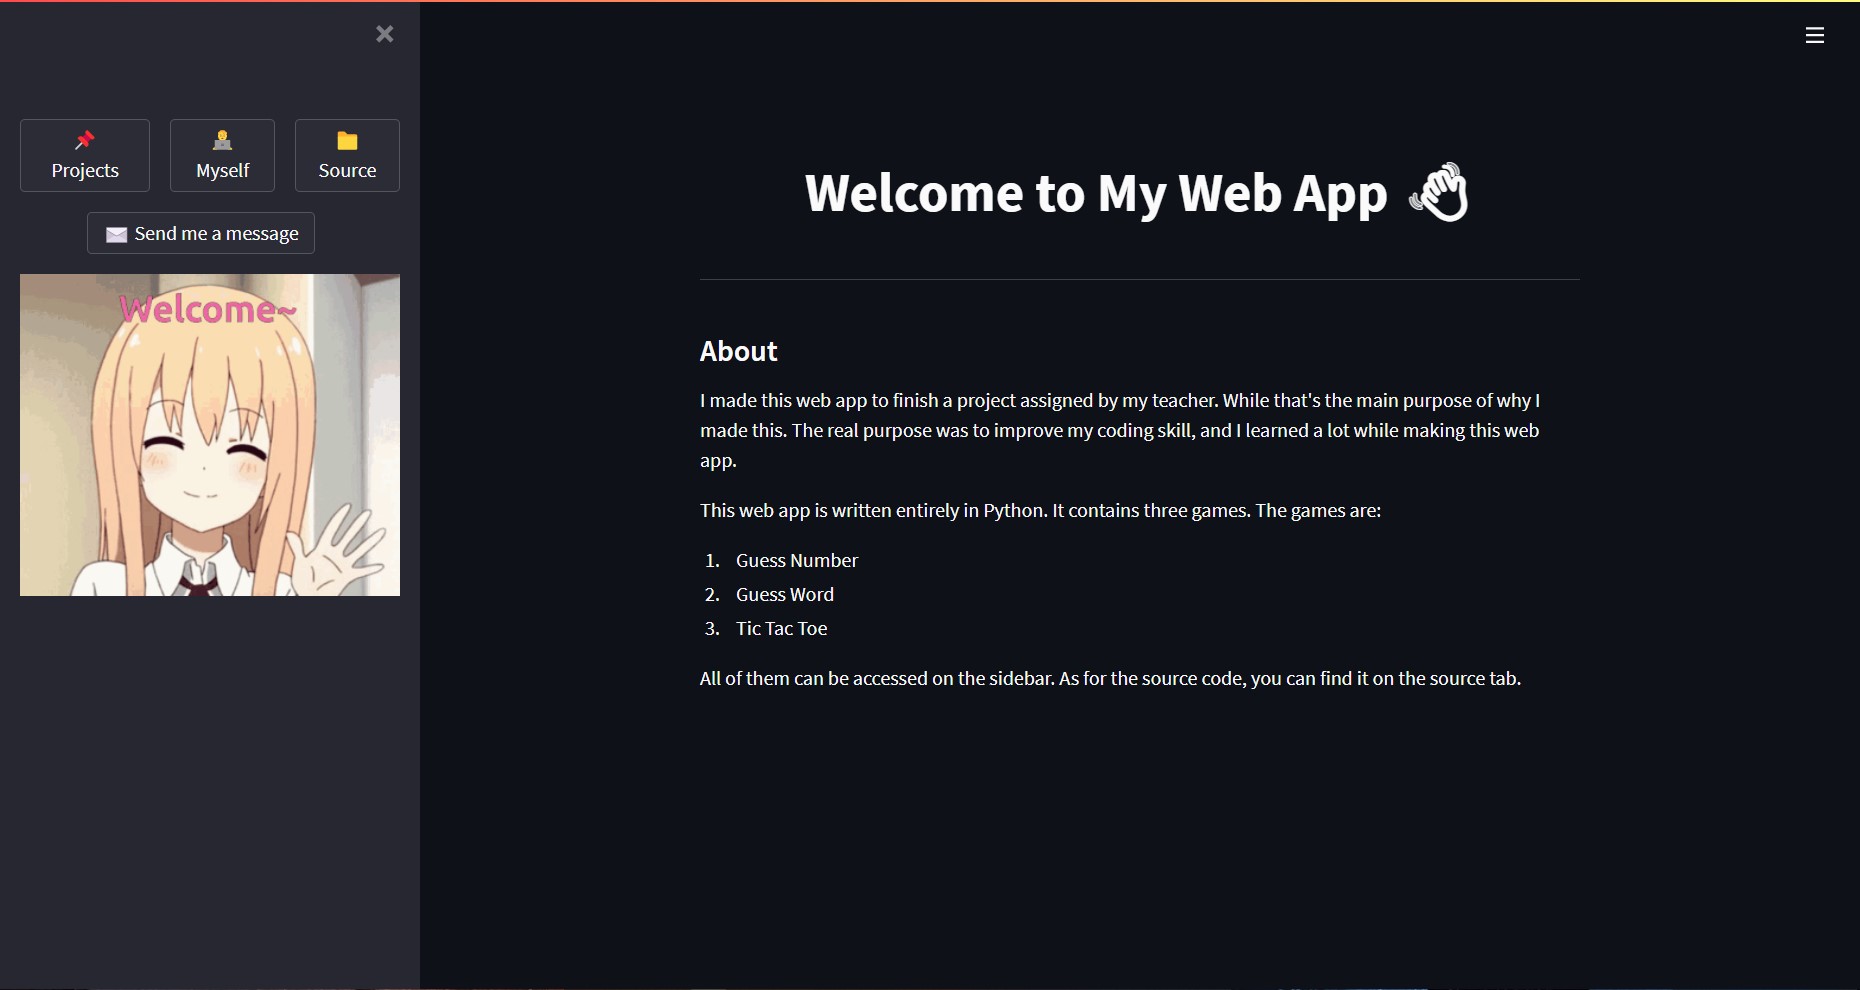 Projects
Myself
Source
Send me a message
Welcome~
Welcome to My Web App
About
I made this web app to finish a project assigned by my teacher. While that's the main purpose of why I
made this. The real purpose was to improve my coding skill, and I learned a lot while making this web
app.
This web app is written entirely in Python. It contains three games. The games are:
1. Guess Number
2. Guess Word
3. Tic Tac Toe
All of them can be accessed on the sidebar. As for the source code, you can find it on the source tab.